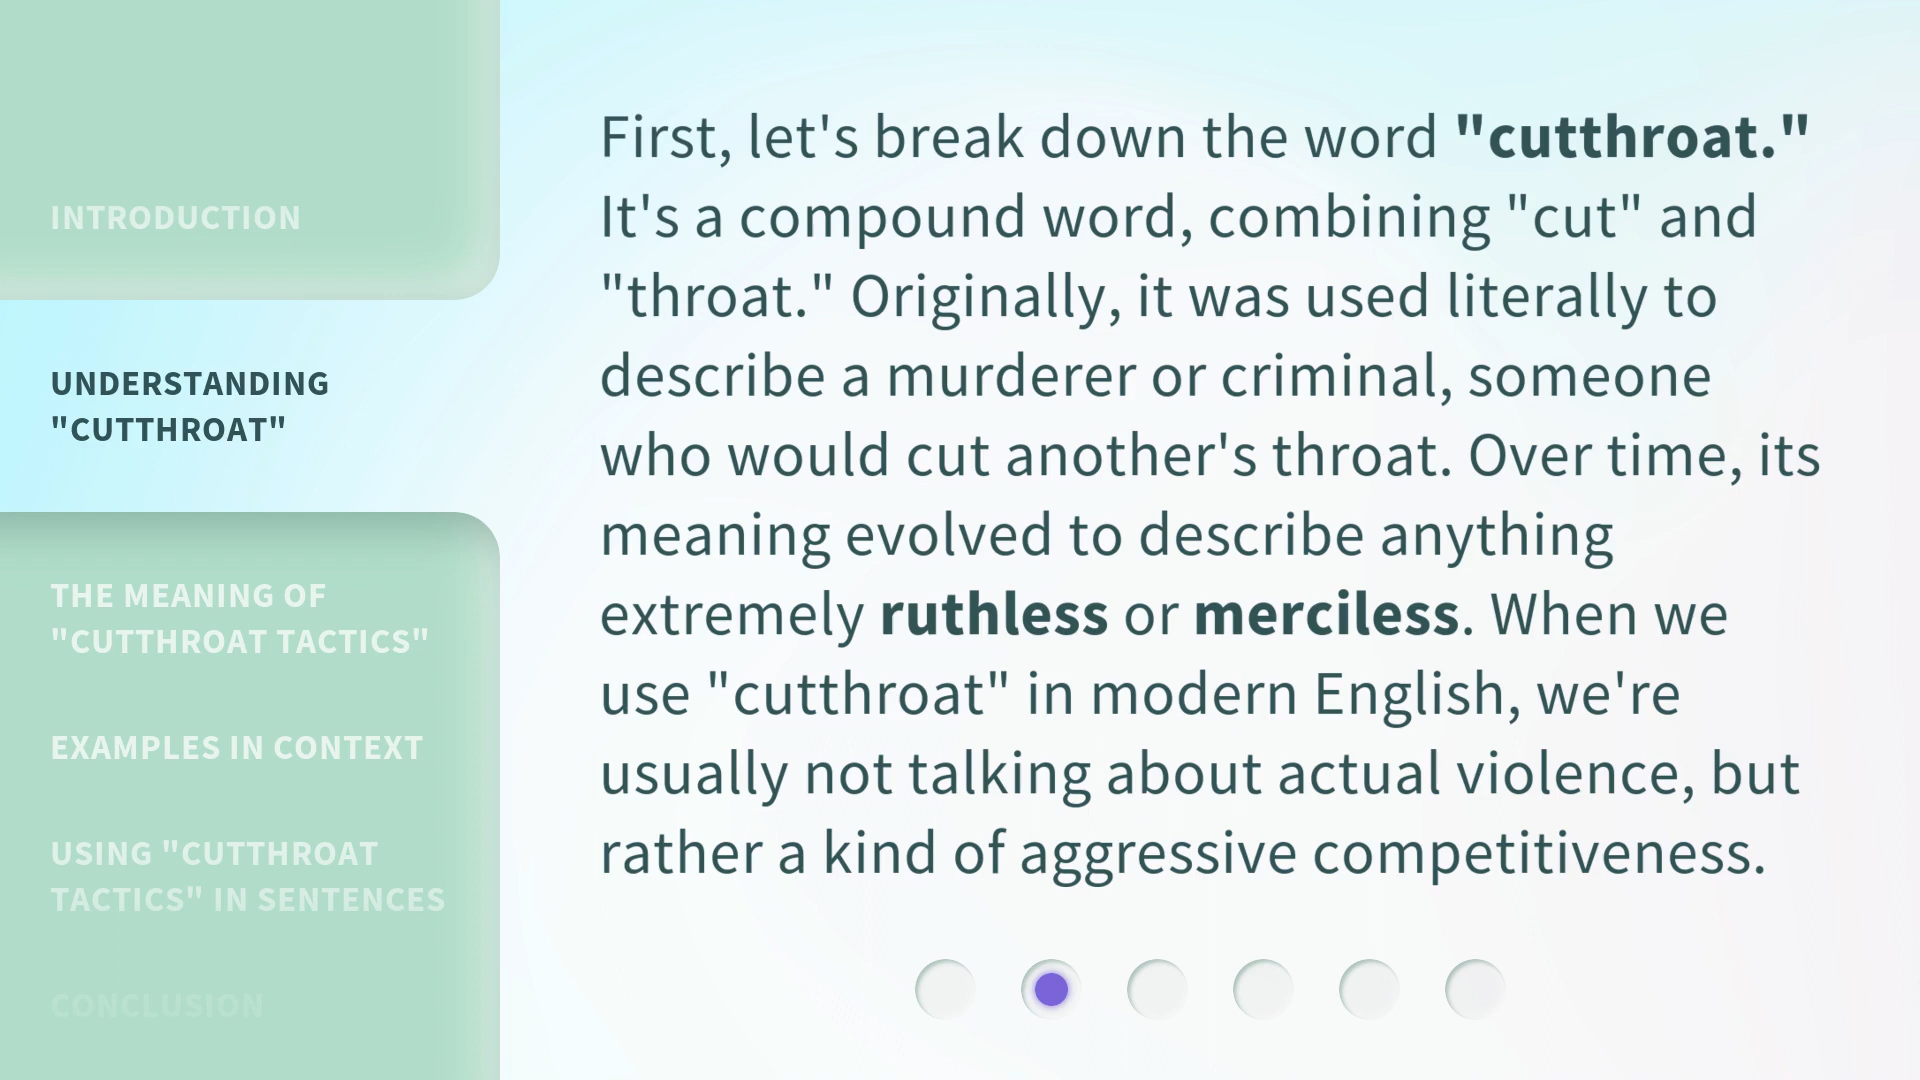 INTRODUCTION
UNDERSTANDING
"CUTTHROAT"
THE MEANING OF
"CUTTHROAT TACTICS"
EXAMPLES IN CONTEXT
USING "CUTTHROAT
TACTICS" IN SENTENCES
CONCLUSION
First, let's break down the word "cutthroat."
It's a compound word, combining "cut" and
"throat." Originally, it was used literally to
describe a murderer or criminal, someone
who would cut another's throat. Over time, its
meaning evolved to describe anything
extremely ruthless or merciless. When we
use "cutthroat" in modern English, we're
usually not talking about actual violence, but
rather a kind of aggressive competitiveness.